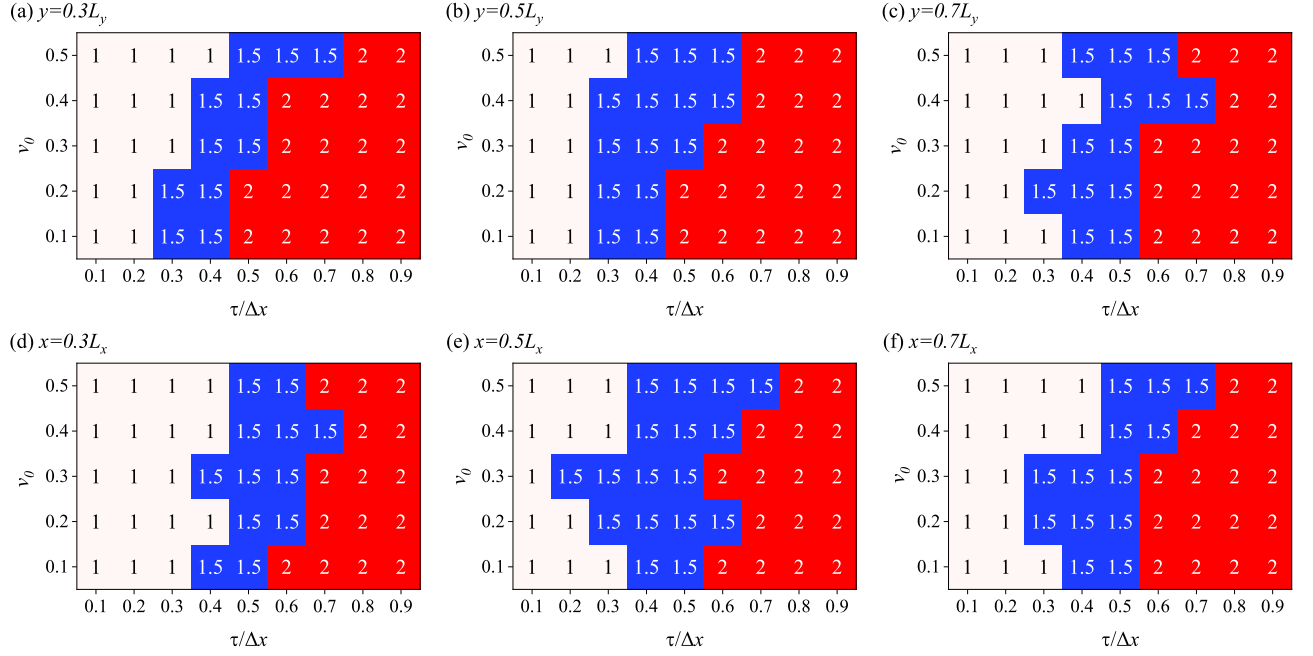 (a) y=0.3L_y
(b) y=0.5L_y
(c) y=0.7L_y
0.5 1 1 1 1 1.5 1.5 1.5 2 2
0.4 1 1 1 1.5 1.5 2 2 2 2
0.3 1 1 1 1.5 1.5 2 2 2 2
0.2 1 1 1.5 1.5 2 2 2 2 2
0.1 1 1 1.5 1.5 2 2 2 2 2
v_0
0.1 0.2 0.3 0.4 0.5 0.6 0.7 0.8 0.9
τ/Δx
0.5 1 1 1 1.5 1.5 1.5 2 2 2
0.4 1 1 1.5 1.5 1.5 1.5 2 2 2
0.3 1 1 1.5 1.5 1.5 2 2 2 2
0.2 1 1 1.5 1.5 2 2 2 2 2
0.1 1 1 1.5 1.5 2 2 2 2 2
v_0
0.1 0.2 0.3 0.4 0.5 0.6 0.7 0.8 0.9
τ/Δx
0.5 1 1 1 1.5 1.5 1.5 2 2 2
0.4 1 1 1 1 1.5 1.5 1.5 2 2
0.3 1 1 1 1.5 1.5 2 2 2 2
0.2 1 1 1.5 1.5 1.5 2 2 2 2
0.1 1 1 1 1.5 1.5 2 2 2 2
v_0
0.1 0.2 0.3 0.4 0.5 0.6 0.7 0.8 0.9
τ/Δx
(d) x=0.3L_x
(e) x=0.5L_x
(f) x=0.7L_x
0.5 1 1 1 1 1.5 1.5 2 2 2
0.4 1 1 1 1 1.5 1.5 1.5 2 2
0.3 1 1 1 1.5 1.5 1.5 2 2 2
0.2 1 1 1 1 1.5 1.5 2 2 2
0.1 1 1 1 1.5 1.5 2 2 2 2
v_0
0.1 0.2 0.3 0.4 0.5 0.6 0.7 0.8 0.9
τ/Δx
0.5 1 1 1 1.5 1.5 1.5 1.5 2 2
0.4 1 1 1 1.5 1.5 1.5 2 2 2
0.3 1 1.5 1.5 1.5 1.5 2 2 2 2
0.2 1 1 1.5 1.5 1.5 1.5 2 2 2
0.1 1 1 1 1.5 1.5 2 2 2 2
v_0
0.1 0.2 0.3 0.4 0.5 0.6 0.7 0.8 0.9
τ/Δx
0.5 1 1 1 1 1.5 1.5 1.5 2 2
0.4 1 1 1 1 1.5 1.5 2 2 2
0.3 1 1 1.5 1.5 1.5 2 2 2 2
0.2 1 1 1.5 1.5 1.5 2 2 2 2
0.1 1 1 1 1.5 1.5 2 2 2 2
v_0
0.1 0.2 0.3 0.4 0.5 0.6 0.7 0.8 0.9
τ/Δx